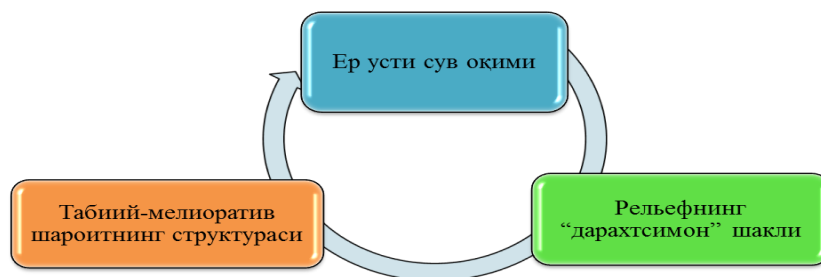 Ер усти сув оқими
Табиий-мелиоратив
шароитнинг структураси
Рельефнинг
“дарахтсимон” шакли